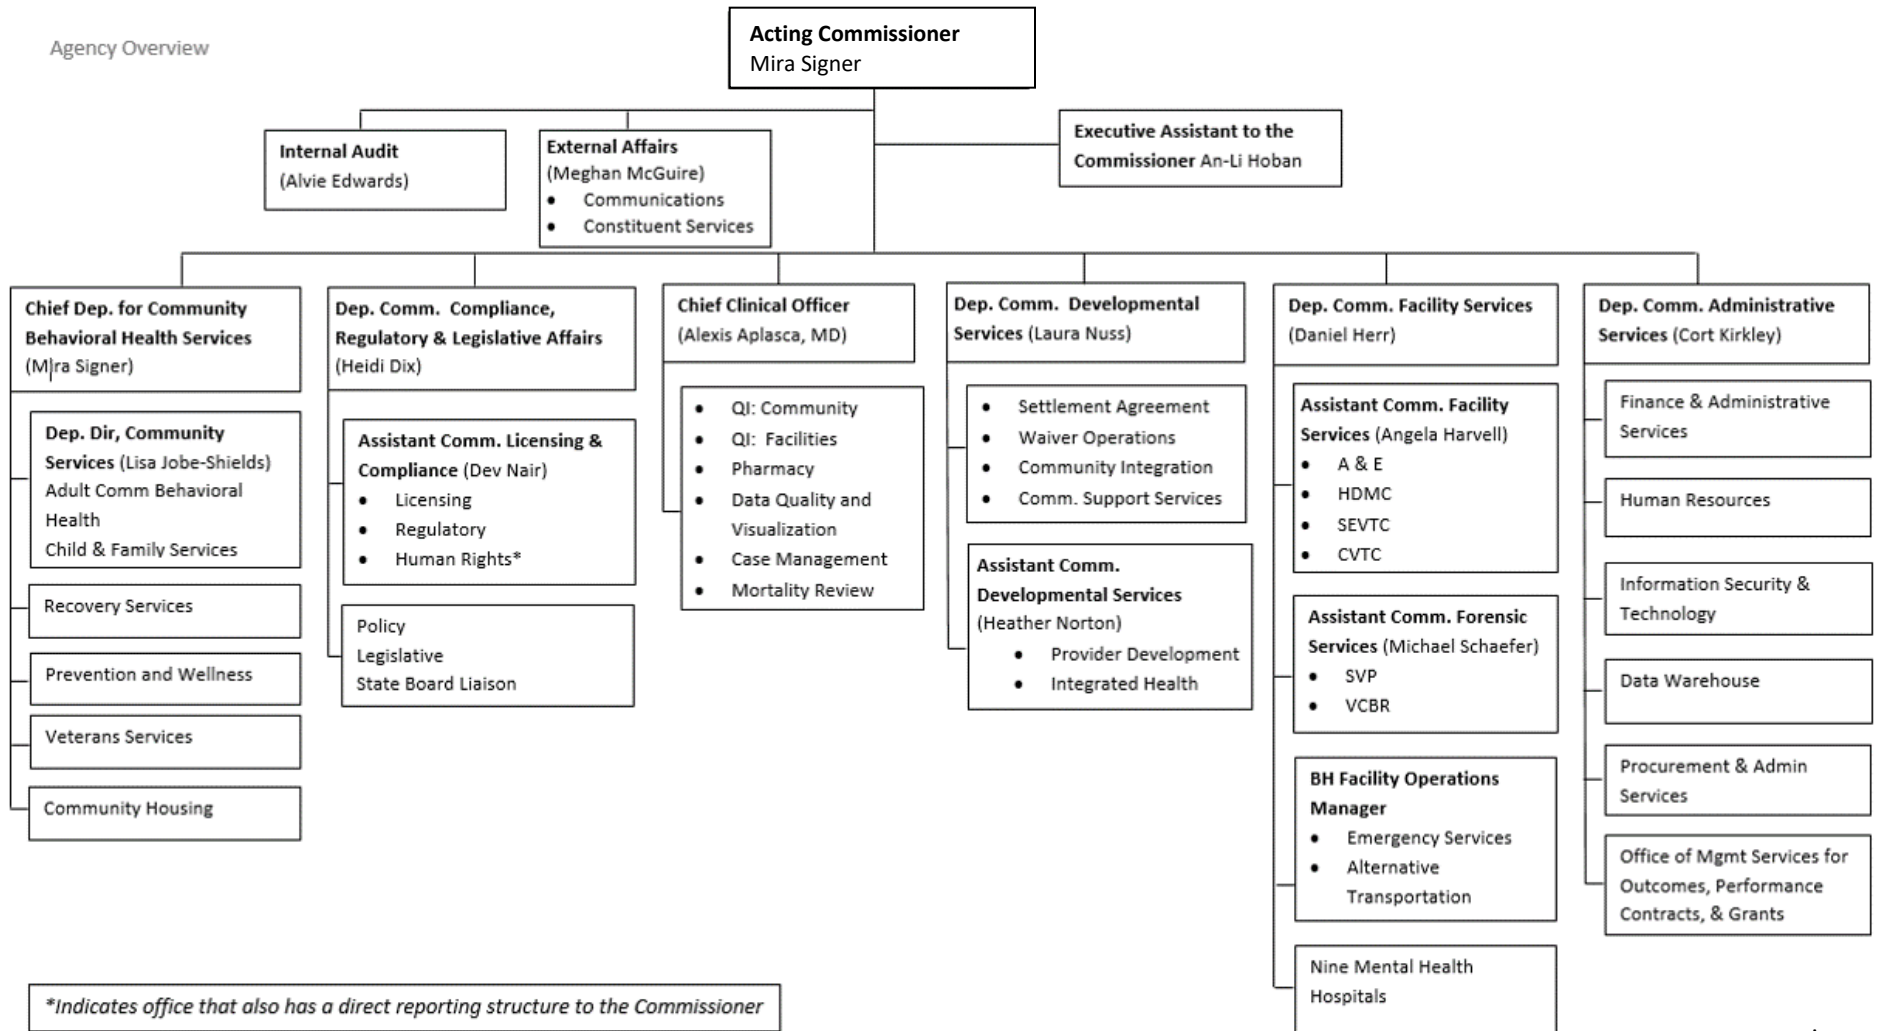 Agency Overview
Acting Commissioner
Mira Signer
Internal Audit
(Alvie Edwards)
External Affairs
(Meghan McGuire)
• Communications
• Constituent Services
Executive Assistant to the
Commissioner An-Li Hoban
Chief Dep. for Community
Behavioral Health Services
(Mira Signer)
Dep. Dir, Community
Services (Lisa Jobe-Shields)
Adult Comm Behavioral
Health
Child & Family Services
Recovery Services
Prevention and Wellness
Veterans Services
Community Housing
Dep. Comm. Compliance,
Regulatory & Legislative Affairs
(Heidi Dix)
Assistant Comm. Licensing &
Compliance (Dev Nair)
• Licensing
• Regulatory
• Human Rights*
Policy
Legislative
State Board Liaison
Chief Clinical Officer
(Alexis Aplasca, MD)
• QI: Community
• QI: Facilities
• Pharmacy
• Data Quality and
Visualization
• Case Management
• Mortality Review
Dep. Comm. Developmental
Services (Laura Nuss)
• Settlement Agreement
• Waiver Operations
• Community Integration
• Comm. Support Services
Assistant Comm.
Developmental Services
(Heather Norton)
• Provider Development
• Integrated Health
Dep. Comm. Facility Services
(Daniel Herr)
Assistant Comm. Facility
Services (Angela Harvell)
• A & E
• HDMC
• SEVTC
• CVTC
Assistant Comm. Forensic
Services (Michael Schaefer)
• SVP
• VCBR
BH Facility Operations
Manager
• Emergency Services
• Alternative
Transportation
Nine Mental Health
Hospitals
Dep. Comm. Administrative
Services (Cort Kirkley)
Finance & Administrative
Services
Human Resources
Information Security &
Technology
Data Warehouse
Procurement & Admin
Services
Office of Mgmt Services for
Outcomes, Performance
Contracts, & Grants
*Indicates office that also has a direct reporting structure to the Commissioner